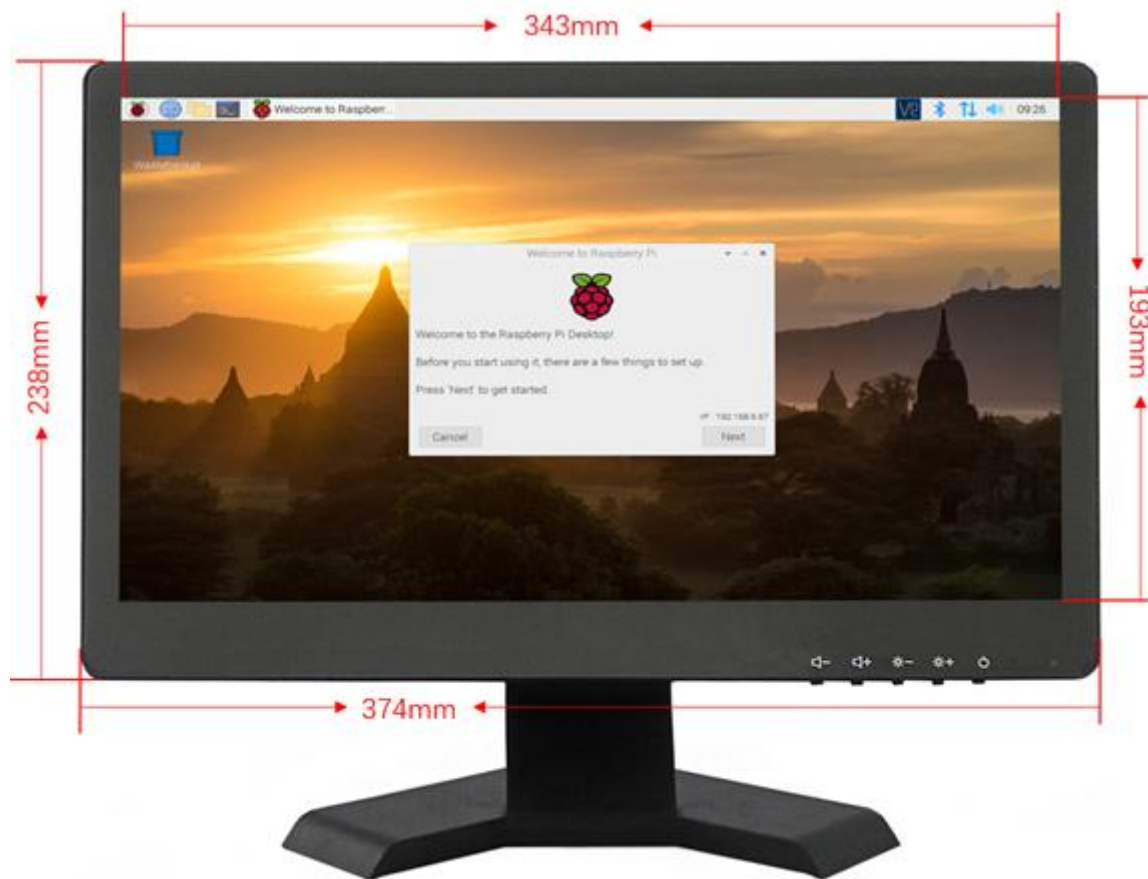 343mm
Welcome to Raspberr...
09:26
Wastebasket
Welcome to Raspberry Pi
Welcome to the Raspberry Pi Desktop!
Before you start using it, there are a few things to set up.
Press 'Next' to get started.
Cancel
Next
238mm
193mm
374mm